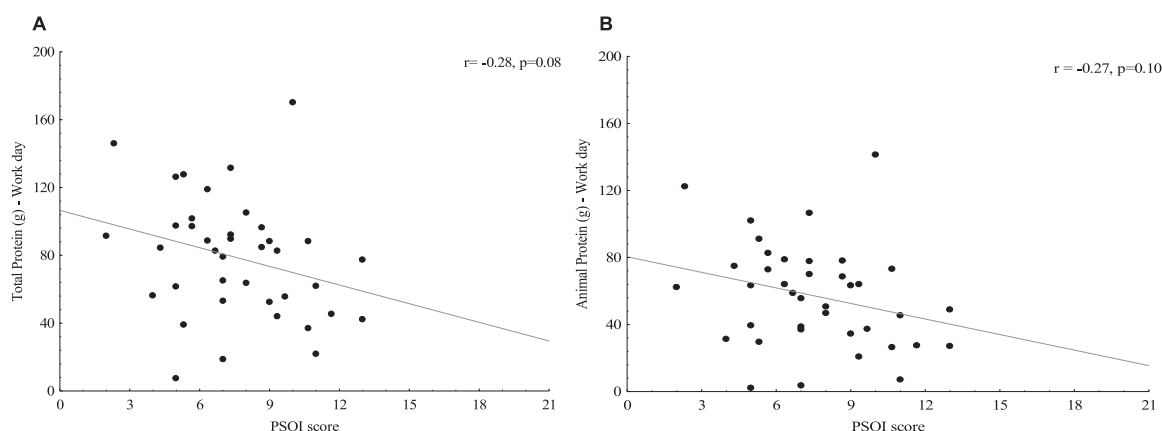 A
r= -0.28, p=0.08
Total Protein (g) - Work day
200
160
120
80
40
0
0 3 6 9 12 15 18 21
PSOI score
B
r = -0.27, p=0.10
Animal Protein (g) - Work day
200
160
120
80
40
0
0 3 6 9 12 15 18 21
PSOI score